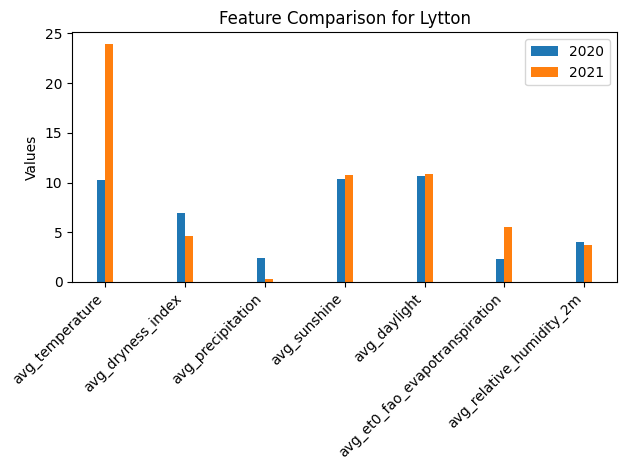 Feature Comparison for Lytton
25
20
15
10
5
0
Values
2020
2021
avg_temperature
avg_dryness_index
avg_precipitation
avg_sunshine
avg_daylight
avg_et0_fao_evapotranspiration
avg_relative_humidity_2m